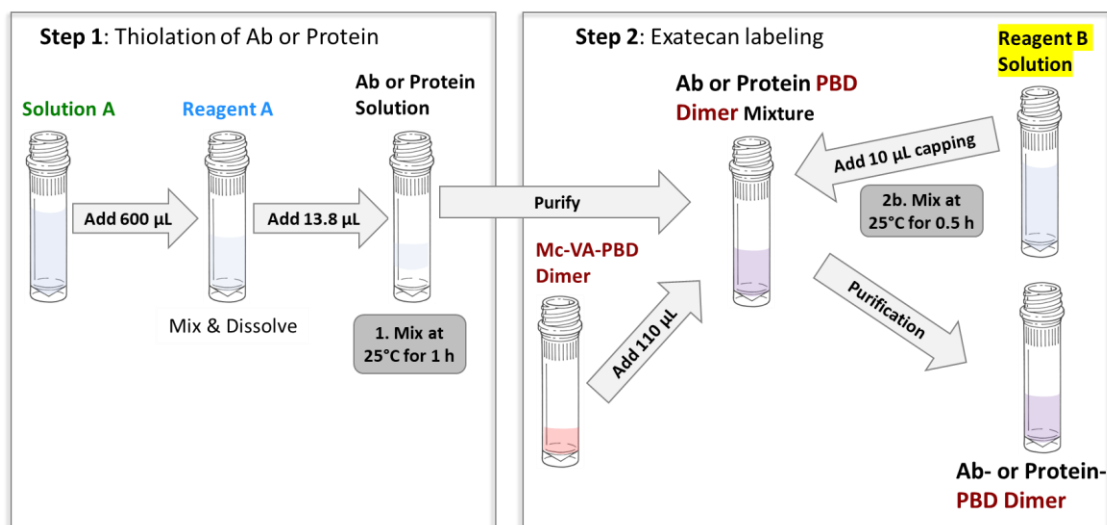 Step 1: Thiolation of Ab or Protein
Solution A
Reagent A
Ab or Protein
Solution
Add 600 µL
Add 13.8 µL
Mix & Dissolve
1. Mix at
25°C for 1 h
Purify
Step 2: Exatecan labeling
Reagent B
Solution
Ab or Protein PBD
Dimer Mixture
Add 10 µL capping
2b. Mix at
25°C for 0.5 h
Mc-VA-PBD
Dimer
Add 110 µL
Purification
Ab- or Protein-
PBD Dimer